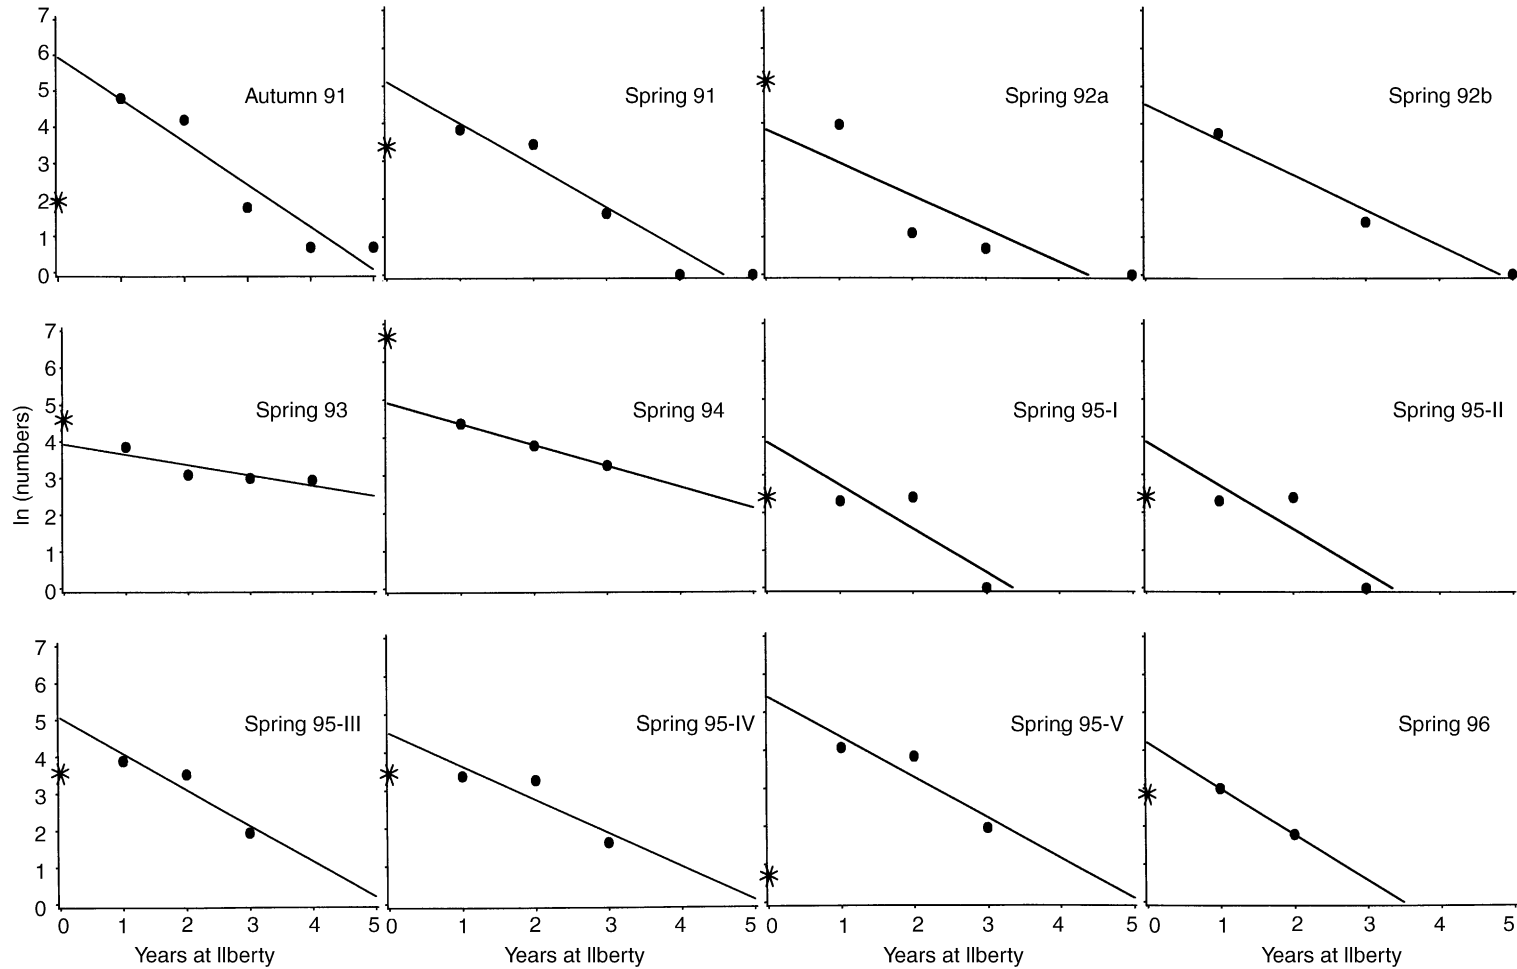 7
6
5
4
3
2
1
0
Autumn 91
Spring 91
Spring 92a
Spring 92b
ln (numbers)
7
6
5
4
3
2
1
0
Spring 93
Spring 94
Spring 95-I
Spring 95-II
7
6
5
4
3
2
1
0
Spring 95-III
Spring 95-IV
Spring 95-V
Spring 96
0 1 2 3 4 5 0 1 2 3 4 5 0 1 2 3 4 5 0 1 2 3 4 5
Years at lIberty Years at lIberty Years at lIberty Years at lIberty